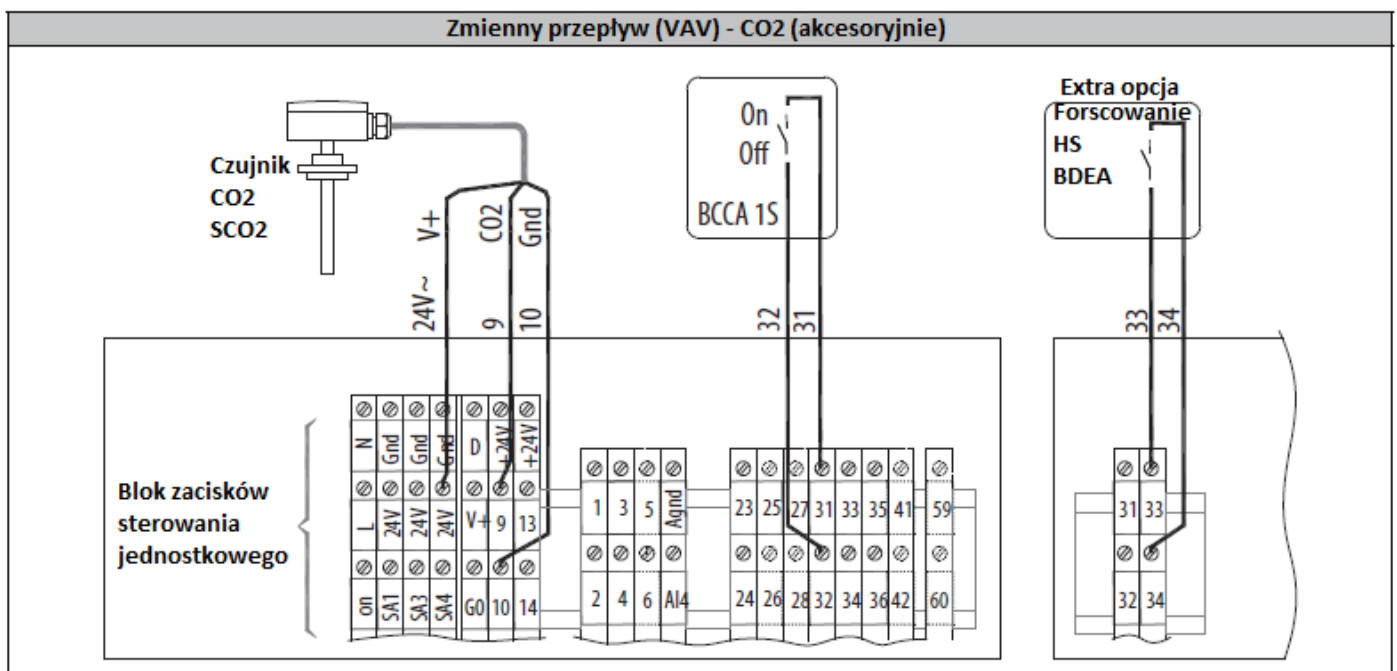 Zmienny przepływ (VAV) - CO2 (akcesoryjnie)
Czujnik
CO2
SCO2
V+
CO2
Gnd
24V~
9
10
On
Off
BCCA 1S
32
31
Extra opcja
Forscowanie
HS
BDEA
33
34
Blok zacisków
sterowania
jednostkowego
N Gnd Gnd Gnd D +24V +24V
L 24V 24V 24V V+ 9 13
on SA1 SA3 SA4 G0 10 14
1 3 5 Agnd
2 4 6 AI4
23 25 27 31 33 35 41 59
24 26 28 32 34 36 42 60
31 33
32 34